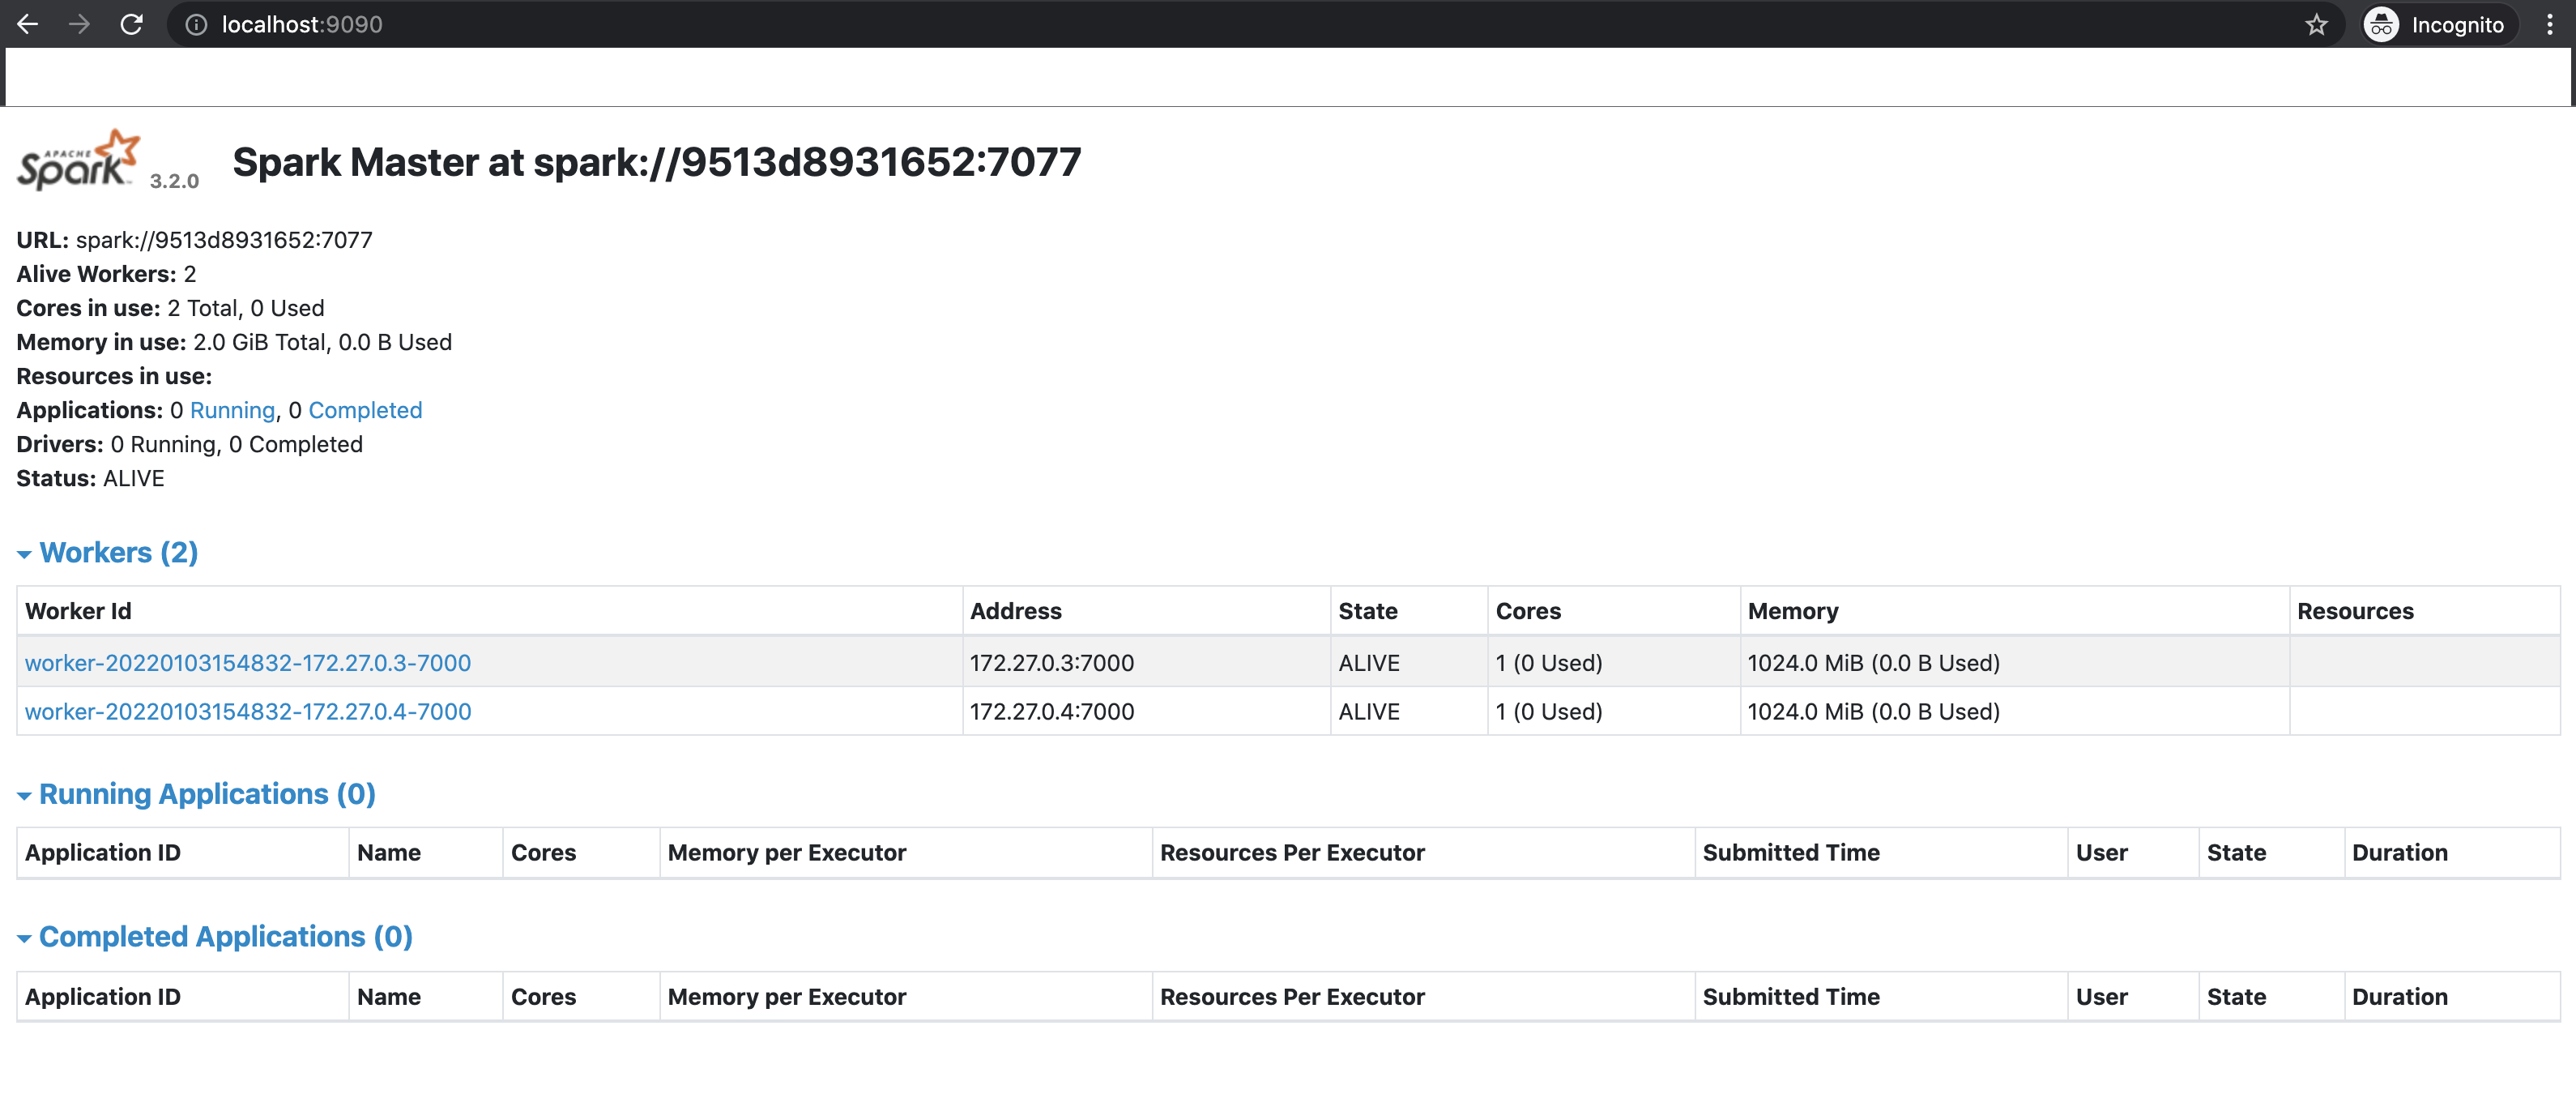 localhost:9090
Incognito
APACHE Spark 3.2.0 Spark Master at spark://9513d8931652:7077
URL: spark://9513d8931652:7077
Alive Workers: 2
Cores in use: 2 Total, 0 Used
Memory in use: 2.0 GiB Total, 0.0 B Used
Resources in use:
Applications: 0 Running, 0 Completed
Drivers: 0 Running, 0 Completed
Status: ALIVE
Workers (2)
Worker Id Address State Cores Memory Resources
worker-20220103154832-172.27.0.3-7000 172.27.0.3:7000 ALIVE 1 (0 Used) 1024.0 MiB (0.0 B Used)
worker-20220103154832-172.27.0.4-7000 172.27.0.4:7000 ALIVE 1 (0 Used) 1024.0 MiB (0.0 B Used)
Running Applications (0)
Application ID Name Cores Memory per Executor Resources Per Executor Submitted Time User State Duration
Completed Applications (0)
Application ID Name Cores Memory per Executor Resources Per Executor Submitted Time User State Duration